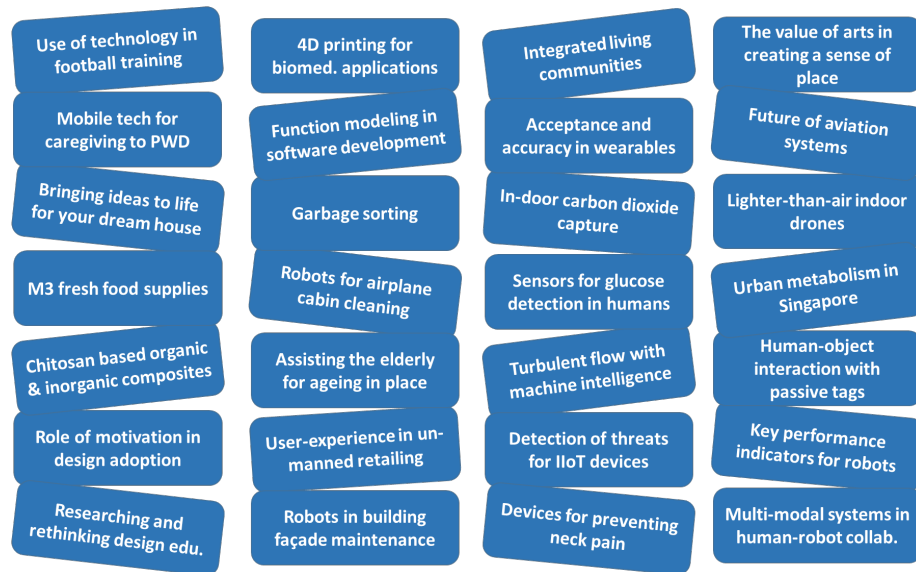 Use of technology in
football training
Mobile tech for
caregiving to PWD
Bringing ideas to life
for your dream house
M3 fresh food supplies
Chitosan based organic
& inorganic composites
Role of motivation in
design adoption
Researching and
rethinking design edu.
4D printing for
biomed. applications
Function modeling in
software development
Garbage sorting
Robots for airplane
cabin cleaning
Assisting the elderly
for ageing in place
User-experience in un-
manned retailing
Robots in building
façade maintenance
Integrated living
communities
Acceptance and
accuracy in wearables
In-door carbon dioxide
capture
Sensors for glucose
detection in humans
Turbulent flow with
machine intelligence
Detection of threats
for IIoT devices
Devices for preventing
neck pain
The value of arts in
creating a sense of
place
Future of aviation
systems
Lighter-than-air indoor
drones
Urban metabolism in
Singapore
Human-object
interaction with
passive tags
Key performance
indicators for robots
Multi-modal systems in
human-robot collab.